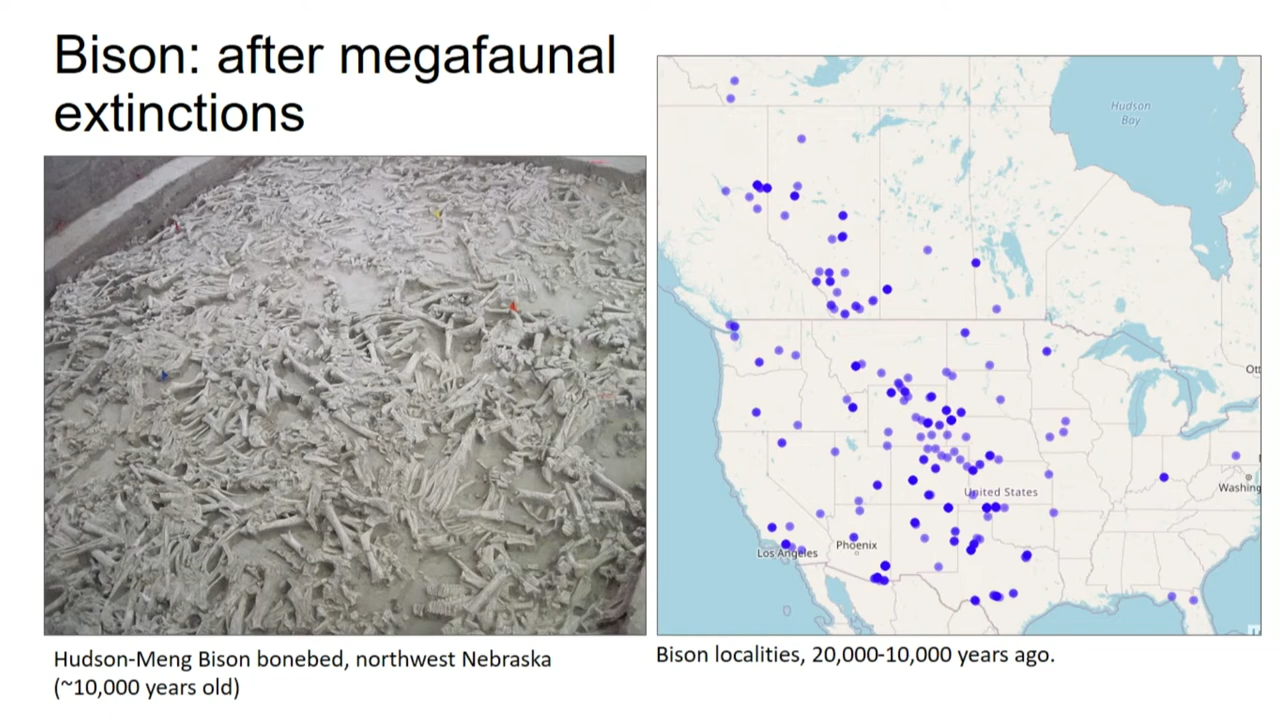 Bison: after megafaunal
extinctions
Hudson
Bay
United States
Phoenix
Los Angeles
Ott
Washing
Hudson-Meng Bison bonebed, northwest Nebraska
(~10,000 years old)
Bison localities, 20,000-10,000 years ago.